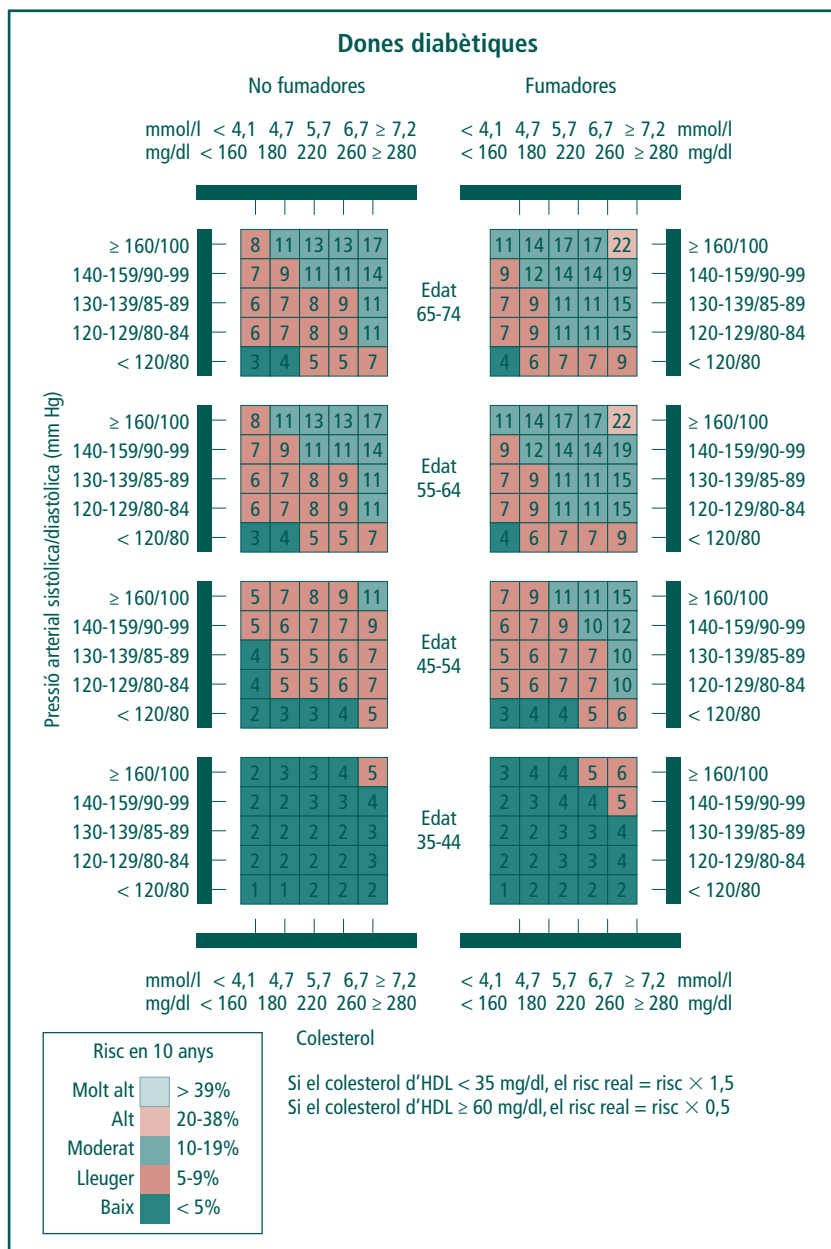 Dones diabètiques
No fumadores Fumadores
mmol/l < 4,1 4,7 5,7 6,7 ≥ 7,2 < 4,1 4,7 5,7 6,7 ≥ 7,2 mmol/l
mg/dl < 160 180 220 260 ≥ 280 < 160 180 220 260 ≥ 280 mg/dl
Pressió arterial sistòlica/diastòlica (mm Hg)
≥ 160/100 8 11 13 13 17 11 14 17 17 22 ≥ 160/100
140-159/90-99 7 9 11 11 14 9 12 14 14 19 140-159/90-99
Edat
130-139/85-89 6 7 8 9 11 7 9 11 11 15 130-139/85-89
65-74
120-129/80-84 6 7 8 9 11 7 9 11 11 15 120-129/80-84
< 120/80 3 4 5 5 7 4 6 7 7 9 < 120/80
≥ 160/100 8 11 13 13 17 11 14 17 17 22 ≥ 160/100
140-159/90-99 7 9 11 11 14 9 12 14 14 19 140-159/90-99
Edat
130-139/85-89 6 7 8 9 11 7 9 11 11 15 130-139/85-89
55-64
120-129/80-84 6 7 8 9 11 7 9 11 11 15 120-129/80-84
< 120/80 3 4 5 5 7 4 6 7 7 9 < 120/80
≥ 160/100 5 7 8 9 11 7 9 11 11 15 ≥ 160/100
140-159/90-99 5 6 7 7 9 6 7 9 10 12 140-159/90-99
Edat
130-139/85-89 4 5 5 6 7 5 6 7 7 10 130-139/85-89
45-54
120-129/80-84 4 5 5 6 7 5 6 7 7 10 120-129/80-84
< 120/80 2 3 3 4 5 3 4 4 5 6 < 120/80
≥ 160/100 2 3 3 4 5 3 4 4 5 6 ≥ 160/100
140-159/90-99 2 2 3 3 4 2 3 4 4 5 140-159/90-99
Edat
130-139/85-89 2 2 2 2 3 2 2 3 3 4 130-139/85-89
35-44
120-129/80-84 2 2 2 2 3 2 2 3 3 4 120-129/80-84
< 120/80 1 1 2 2 2 1 2 2 2 2 < 120/80
mmol/l < 4,1 4,7 5,7 6,7 ≥ 7,2 < 4,1 4,7 5,7 6,7 ≥ 7,2 mmol/l
mg/dl < 160 180 220 260 ≥ 280 < 160 180 220 260 ≥ 280 mg/dl
Colesterol
Risc en 10 anys
Molt alt > 39%
Alt 20-38%
Moderat 10-19%
Lleuger 5-9%
Baix < 5%
Si el colesterol d'HDL < 35 mg/dl, el risc real = risc × 1,5
Si el colesterol d'HDL ≥ 60 mg/dl, el risc real = risc × 0,5